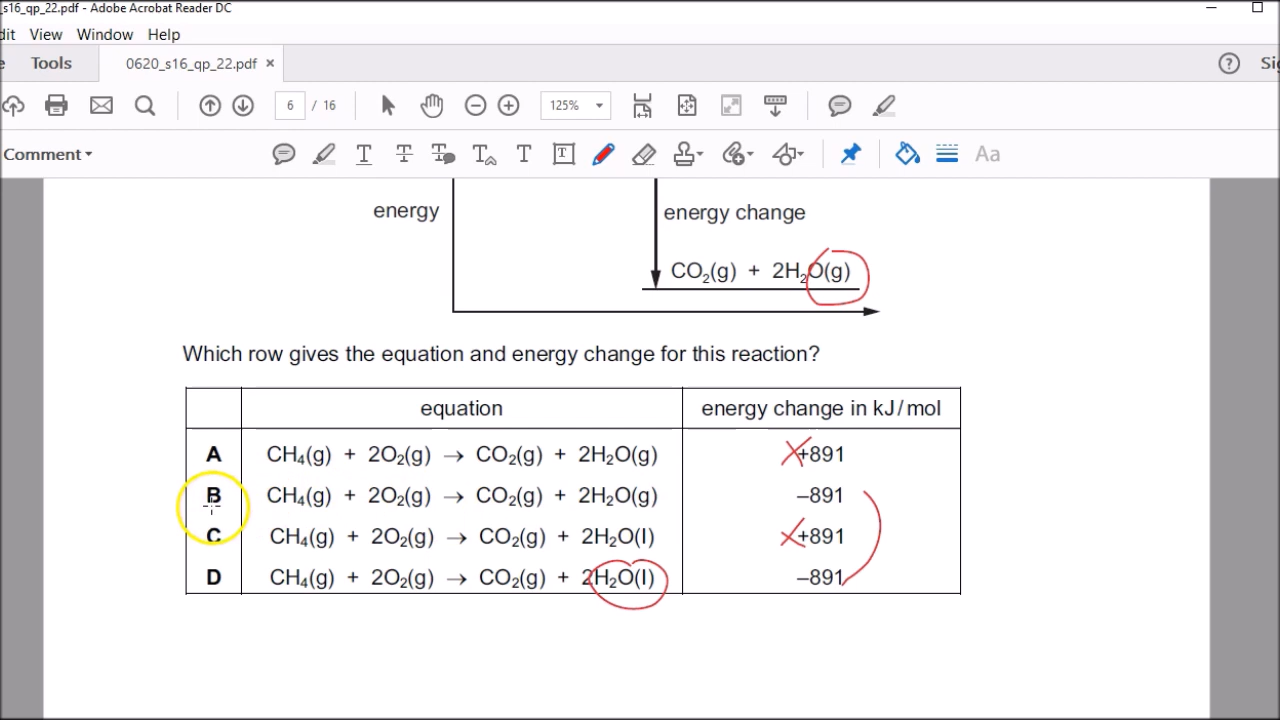 _s16_qp_22.pdf - Adobe Acrobat Reader DC
dit View Window Help
e Tools 0620_s16_qp_22.pdf × ? Si
6 / 16 125%
Comment T T T T T T Aa
energy energy change
CO₂(g) + 2H₂O(g)
Which row gives the equation and energy change for this reaction?
equation energy change in kJ/mol
A CH₄(g) + 2O₂(g) → CO₂(g) + 2H₂O(g) +891
B CH₄(g) + 2O₂(g) → CO₂(g) + 2H₂O(g) –891
C CH₄(g) + 2O₂(g) → CO₂(g) + 2H₂O(l) +891
D CH₄(g) + 2O₂(g) → CO₂(g) + 2H₂O(l) –891